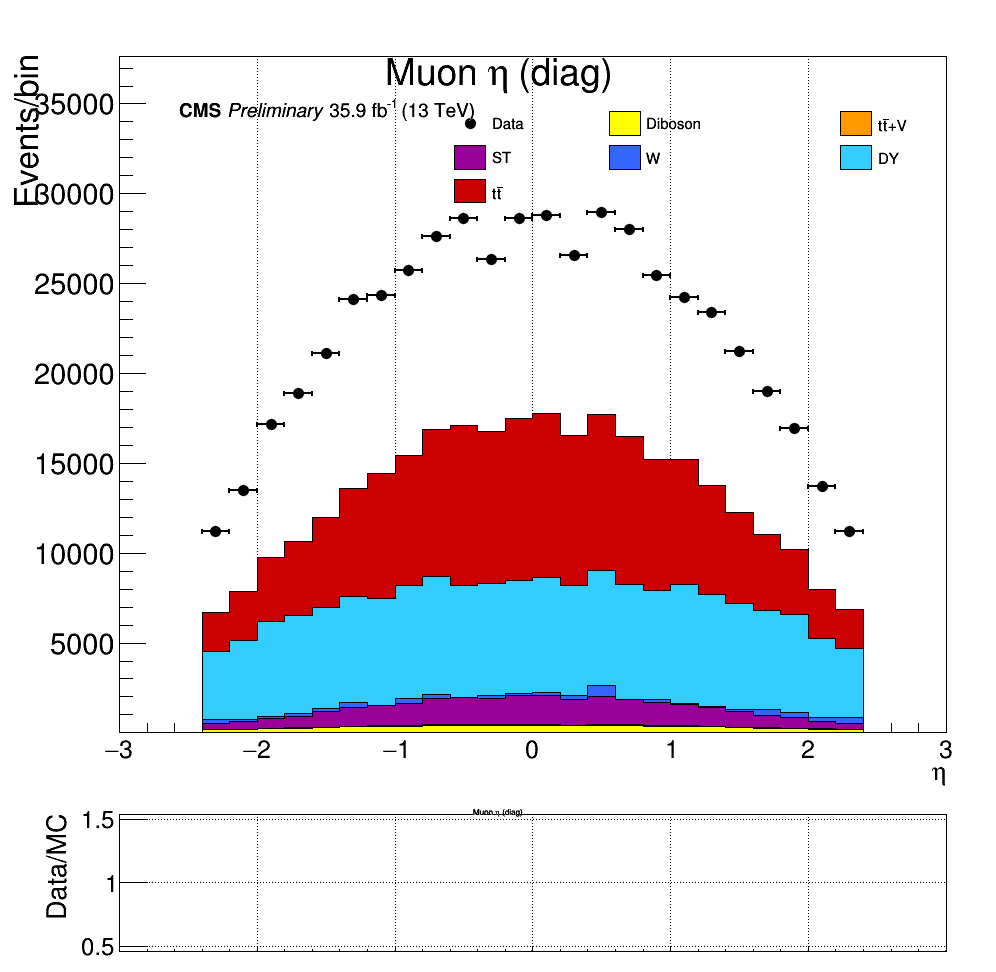 Muon η (diag)
CMS Preliminary 35.9 fb⁻¹ (13 TeV)
Events/bin
Data
Diboson
tt̅+V
ST
W
DY
tt̅
35000
30000
25000
20000
15000
10000
5000
−3 −2 −1 0 1 2 3
η
Muon η (diag)
Data/MC
1.5
1
0.5